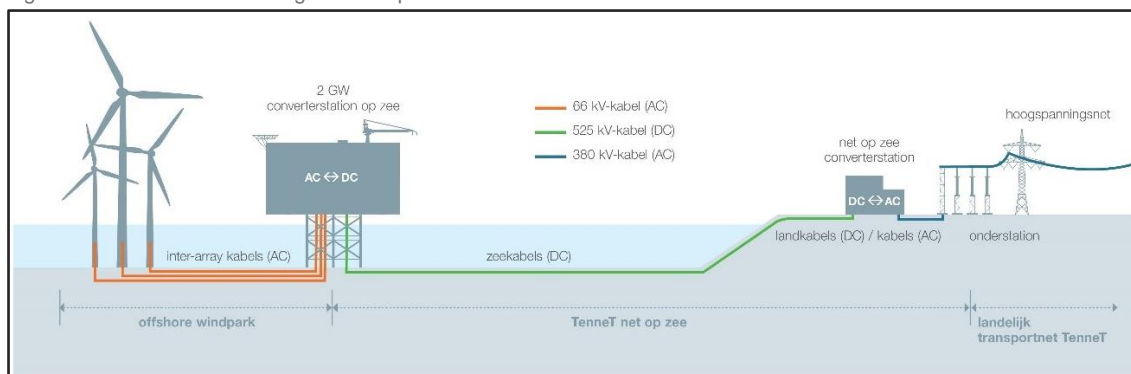 2 GW
converterstation op zee
AC ↔ DC
66 kV-kabel (AC)
525 kV-kabel (DC)
380 kV-kabel (AC)
hoogspanningsnet
net op zee
converterstation
DC ↔ AC
inter-array kabels (AC)
zeekabels (DC)
landkabels (DC) / kabels (AC)
onderstation
offshore windpark
TenneT net op zee
landelijk
transportnet TenneT